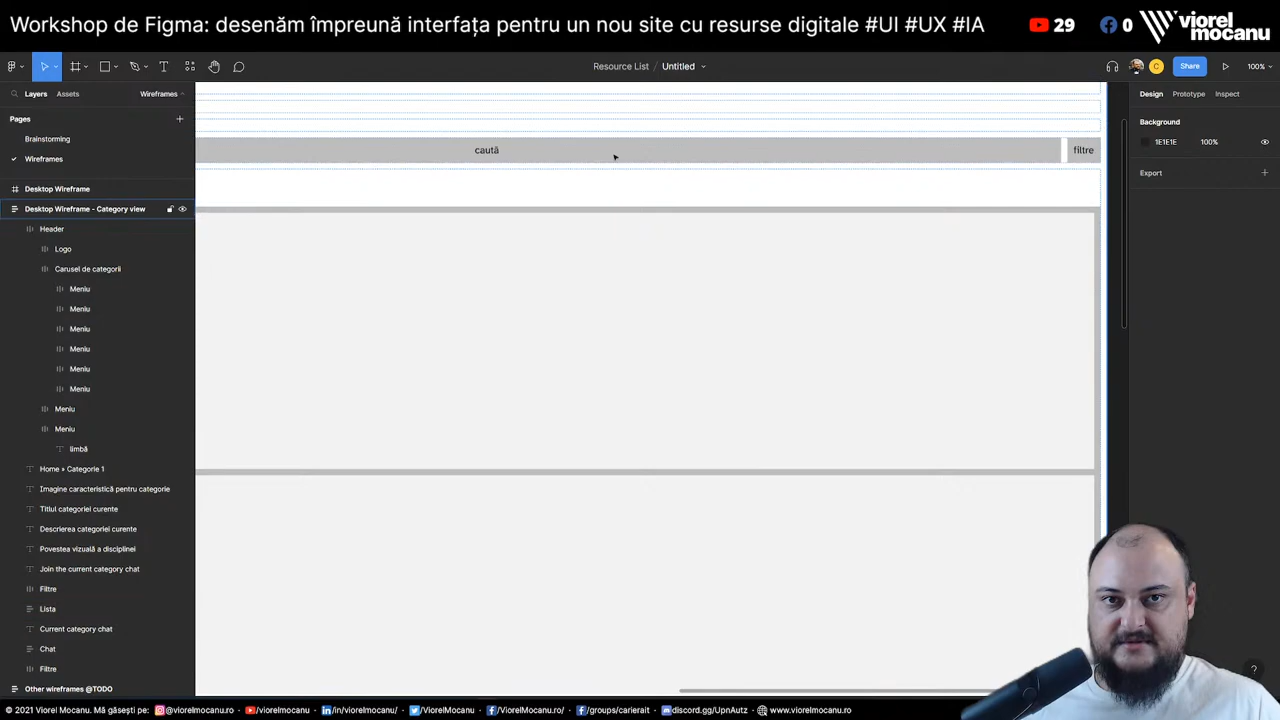 Workshop de Figma: desenăm împreună interfața pentru un nou site cu resurse digitale #UI #UX #IA
29
0
viorel
mocanu
Resource List / Untitled
C
Share
100%
Layers
Assets
Wireframes
Pages
Brainstorming
Wireframes
Desktop Wireframe
Desktop Wireframe - Category view
Header
Logo
Carusel de categorii
Meniu
Meniu
Meniu
Meniu
Meniu
Meniu
Meniu
Meniu
limbă
Home » Categorie 1
Imagine caracteristică pentru categorie
Titlul categoriei curente
Descrierea categoriei curente
Povestea vizuală a disciplinei
Join the current category chat
Filtre
Lista
Current category chat
Chat
Filtre
Other wireframes @TODO
caută
filtre
Design
Prototype
Inspect
Background
1E1E1E
100%
Export
?
© 2021 Viorel Mocanu. Mă găsești pe:
@viorelmocanu.ro
/viorelmocanu
/in/viorelmocanu/
/ViorelMocanu
/ViorelMocanu.Ro/
/groups/carierait
discord.gg/UpnAutz
www.viorelmocanu.ro